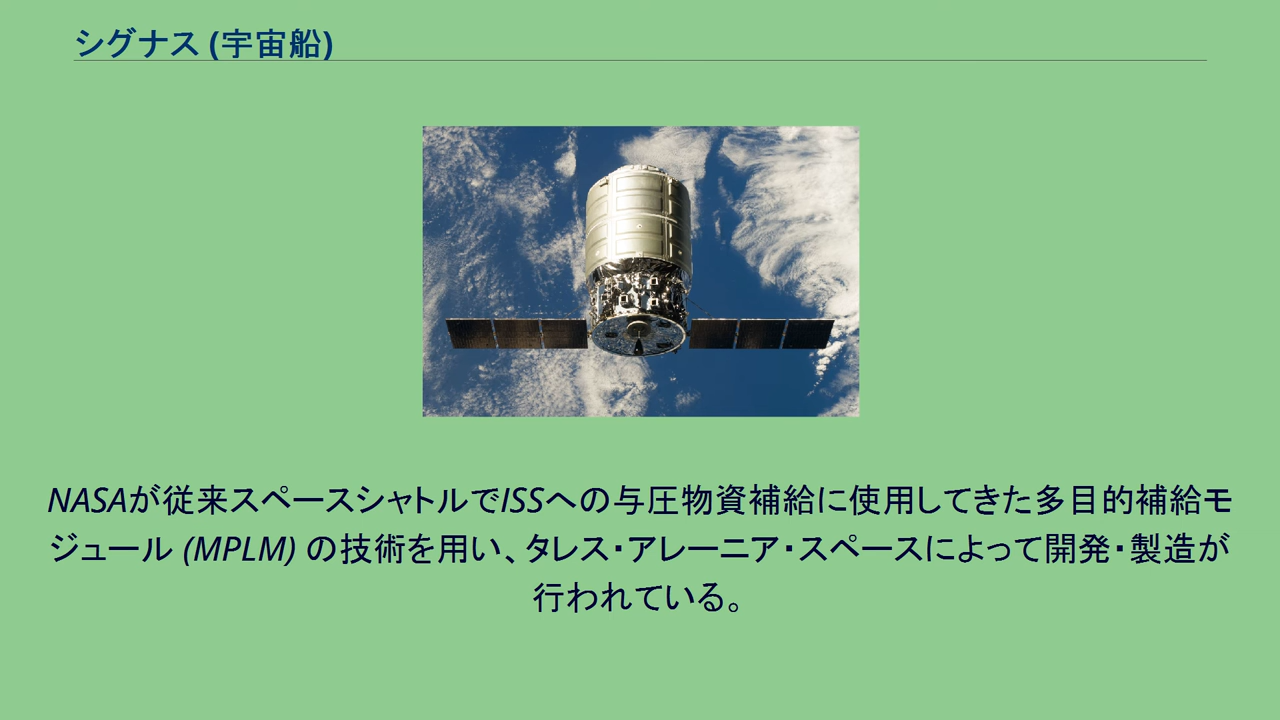 シグナス (宇宙船)
NASAが従来スペースシャトルでISSへの与圧物資補給に使用してきた多目的補給モ
ジュール (MPLM) の技術を用い、タレス・アレーニア・スペースによって開発・製造が
行われている。